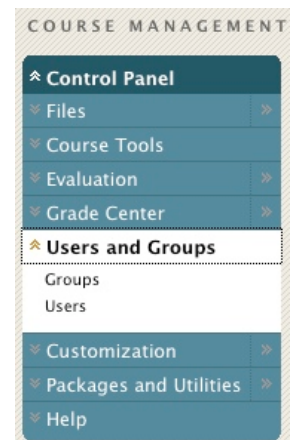 COURSE MANAGEMENT
Control Panel
Files
Course Tools
Evaluation
Grade Center
Users and Groups
Groups
Users
Customization
Packages and Utilities
Help